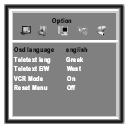 Option
Osd language english
Teletext lang Greek
Teletext E/W West
VCR Mode On
Reset Menu Off